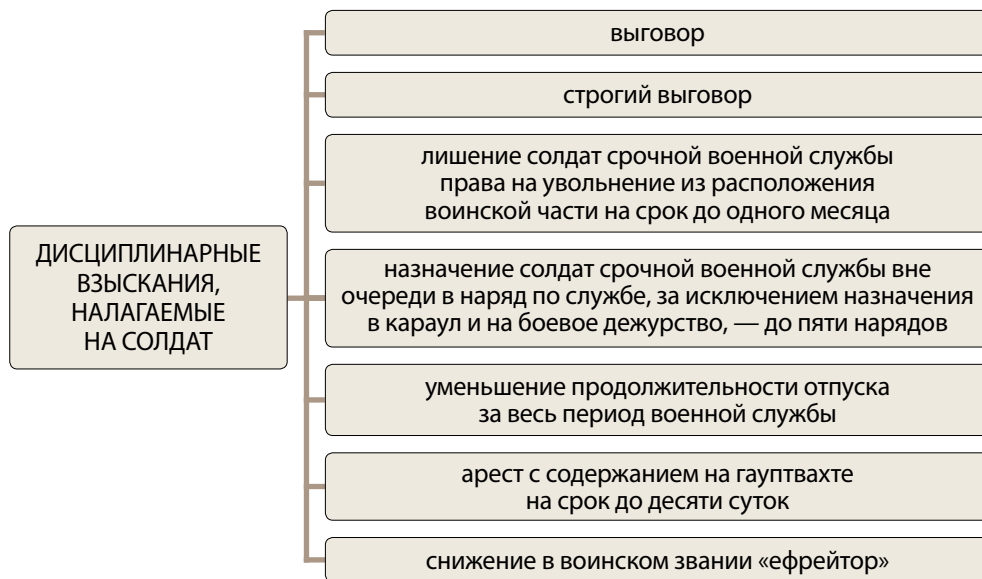 ДИСЦИПЛИНАРНЫЕ
ВЗЫСКАНИЯ,
НАЛАГАЕМЫЕ
НА СОЛДАТ
выговор
строгий выговор
лишение солдат срочной военной службы
права на увольнение из расположения
воинской части на срок до одного месяца
назначение солдат срочной военной службы вне
очереди в наряд по службе, за исключением назначения
в караул и на боевое дежурство, — до пяти нарядов
уменьшение продолжительности отпуска
за весь период военной службы
арест с содержанием на гауптвахте
на срок до десяти суток
снижение в воинском звании «ефрейтор»